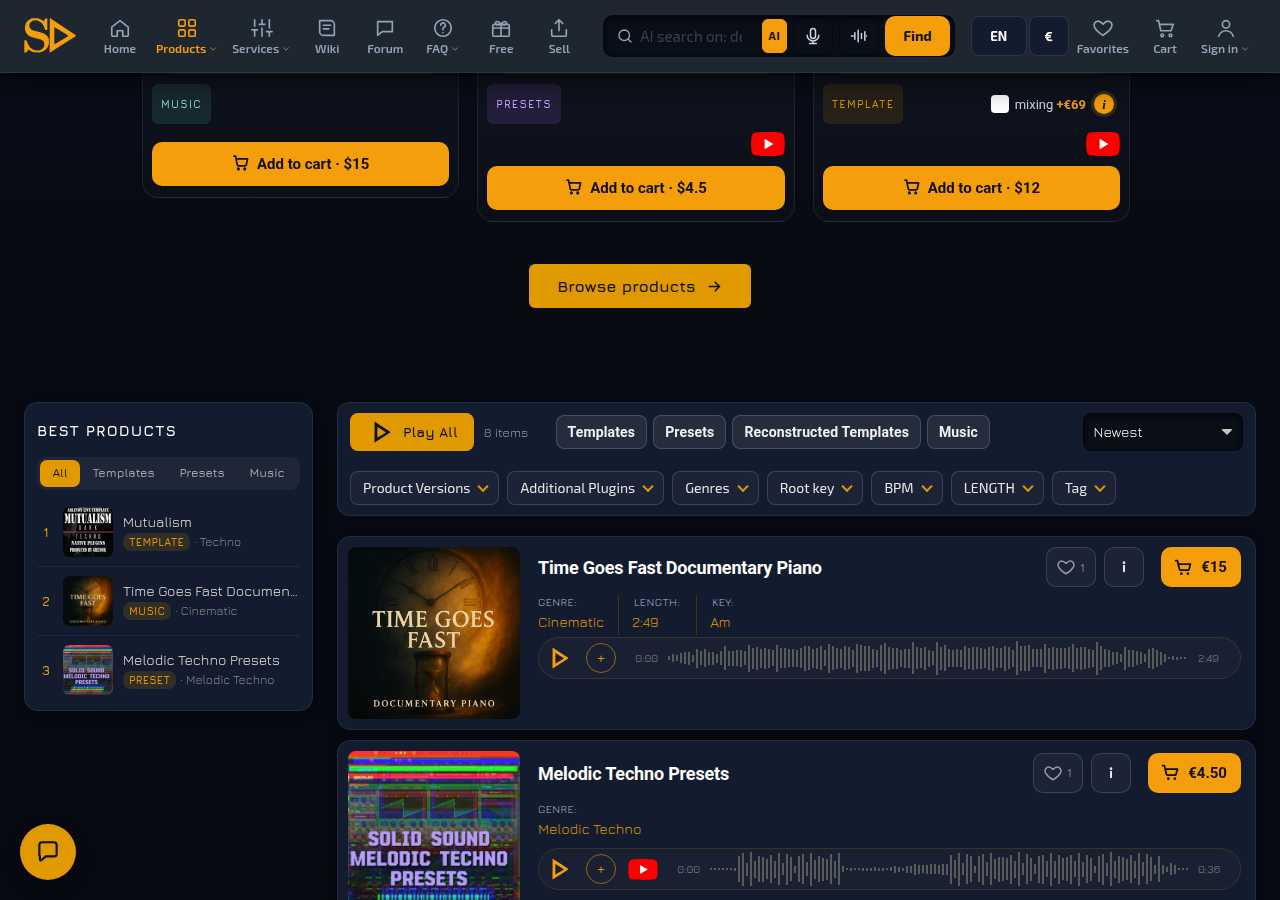 SD
Home
Products
Services
Wiki
Forum
FAQ
Free
Sell
AI search on: d
AI
Find
EN
€
Favorites
Cart
Sign in
MUSIC
Add to cart · $15
PRESETS
Add to cart · $4.5
TEMPLATE
mixing +€69
i
Add to cart · $12
Browse products →
BEST PRODUCTS
All
Templates
Presets
Music
1
MUTUALISM
Mutualism
TEMPLATE · Techno
2
TIME GOES FAST
Time Goes Fast Documen...
MUSIC · Cinematic
3
SOLID SOUND
MELODIC TECHNO
PRESETS
Melodic Techno Presets
PRESET · Melodic Techno
Play All
8 items
Templates
Presets
Reconstructed Templates
Music
Newest
Product Versions
Additional Plugins
Genres
Root key
BPM
LENGTH
Tag
TIME GOES
FAST
DOCUMENTARY PIANO
Time Goes Fast Documentary Piano
1
i
€15
GENRE:
Cinematic
LENGTH:
2:49
KEY:
Am
+
0:00
2:49
SOLID SOUND
MELODIC TECHNO
PRESETS
Melodic Techno Presets
1
i
€4.50
GENRE:
Melodic Techno
+
0:00
0:36